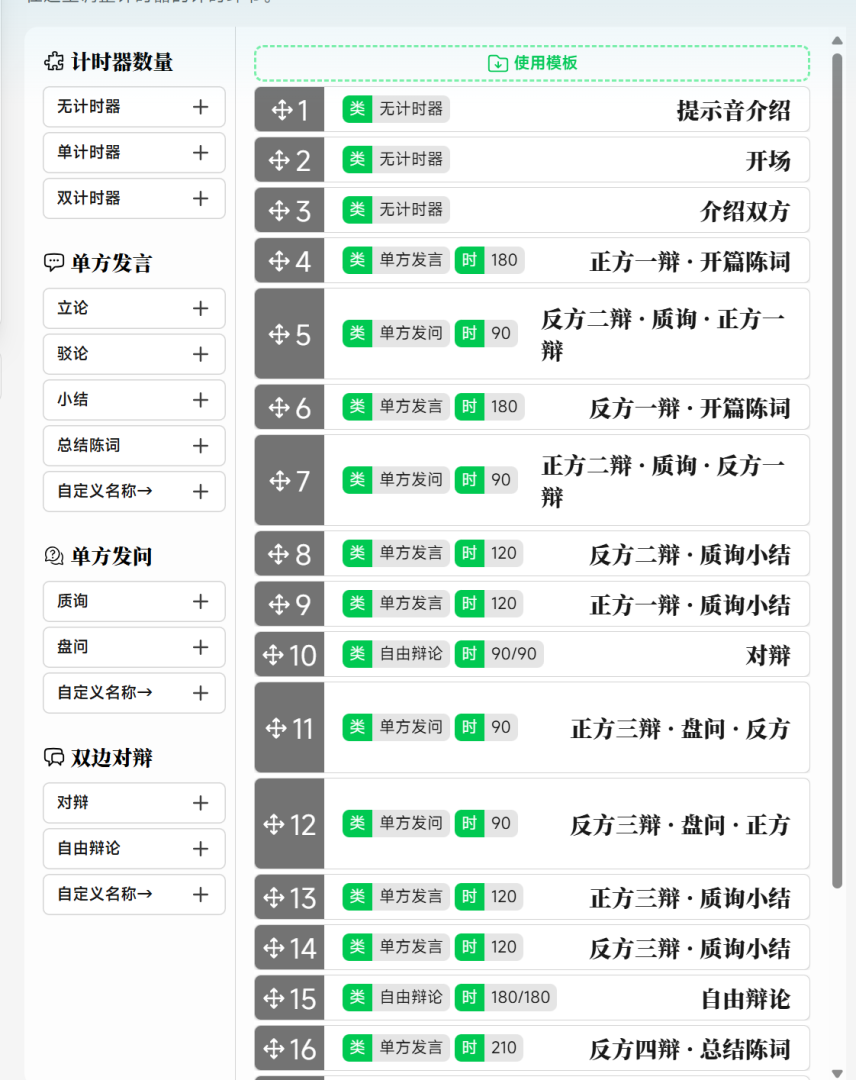 计时器数量
无计时器
单计时器
双计时器
单方发言
立论
驳论
小结
总结陈词
自定义名称→
单方发问
质询
盘问
自定义名称→
双边对辩
对辩
自由辩论
自定义名称→
使用模板
1 类 无计时器 提示音介绍
2 类 无计时器 开场
3 类 无计时器 介绍双方
4 类 单方发言 时 180 正方一辩·开篇陈词
5 类 单方发问 时 90 反方二辩·质询·正方一
辩
6 类 单方发言 时 180 反方一辩·开篇陈词
7 类 单方发问 时 90 正方二辩·质询·反方一
辩
8 类 单方发言 时 120 反方二辩·质询小结
9 类 单方发言 时 120 正方一辩·质询小结
10 类 自由辩论 时 90/90 对辩
11 类 单方发问 时 90 正方三辩·盘问·反方
12 类 单方发问 时 90 反方三辩·盘问·正方
13 类 单方发言 时 120 正方三辩·质询小结
14 类 单方发言 时 120 反方三辩·质询小结
15 类 自由辩论 时 180/180 自由辩论
16 类 单方发言 时 210 反方四辩·总结陈词